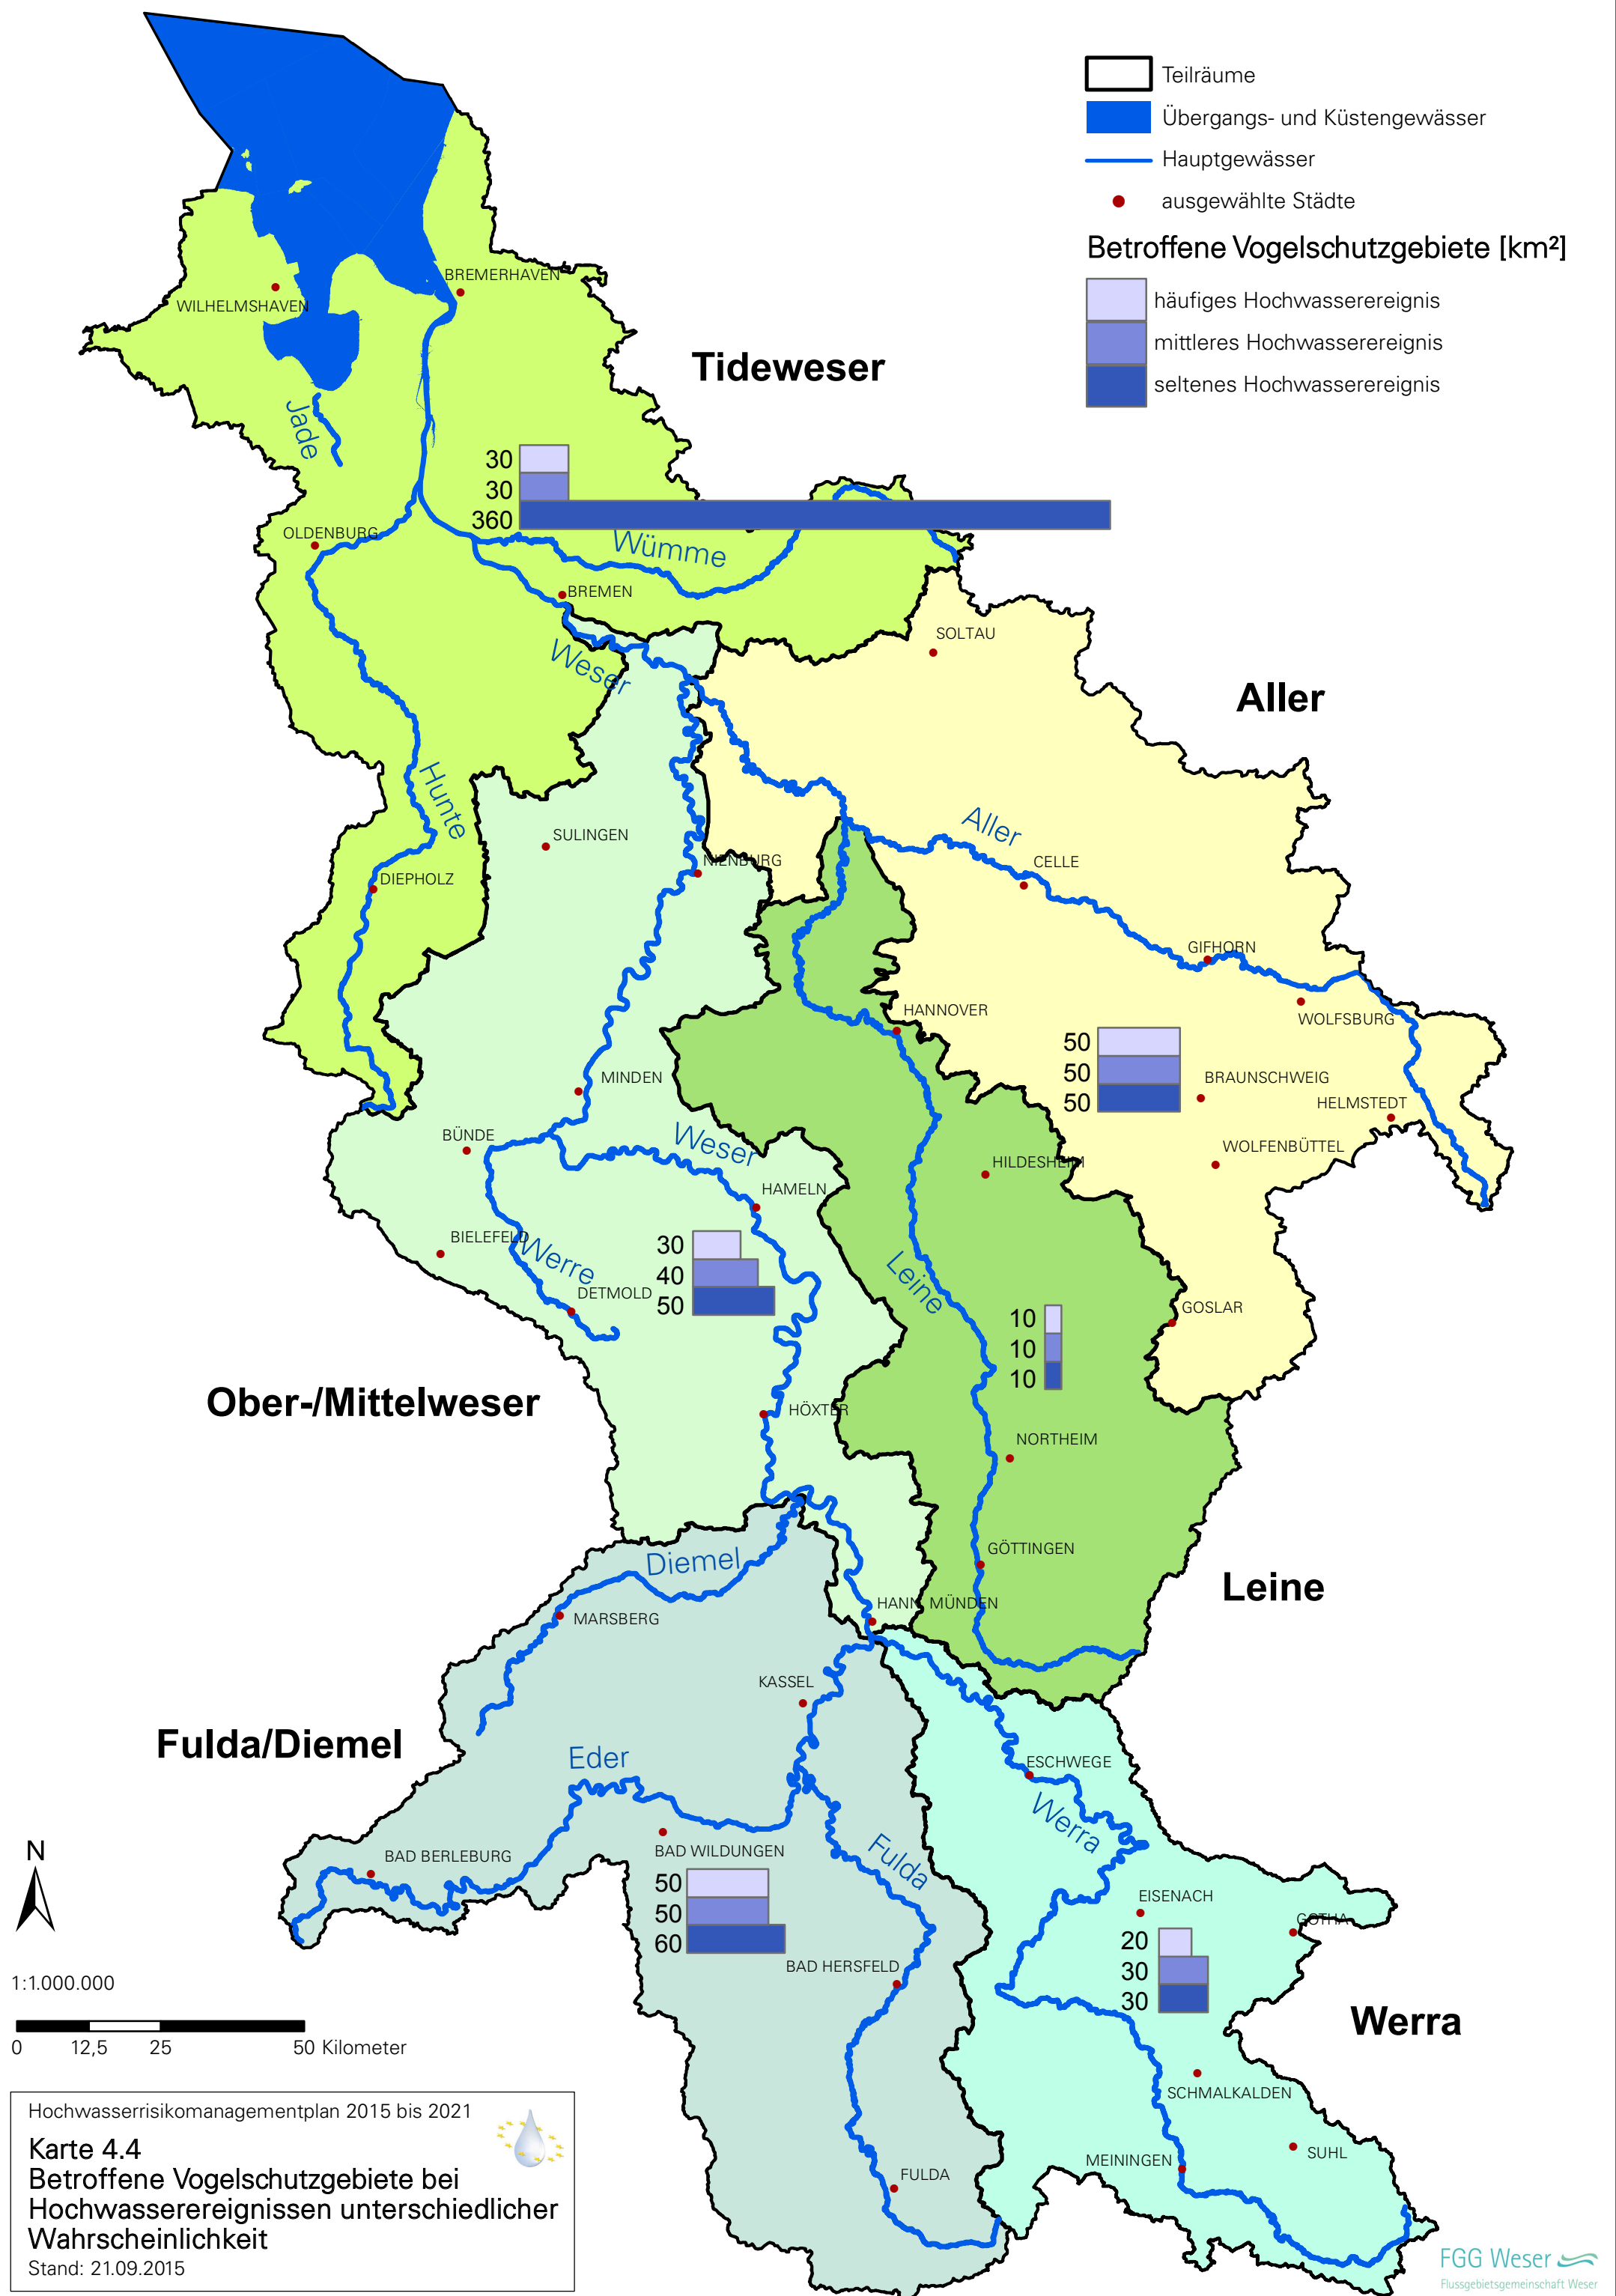 Teilräume
Übergangs- und Küstengewässer
Hauptgewässer
ausgewählte Städte
Betroffene Vogelschutzgebiete [km²]
häufiges Hochwasserereignis
mittleres Hochwasserereignis
seltenes Hochwasserereignis
BREMERHAVEN
WILHELMSHAVEN
Tideweser
Jade
30
30
360
OLDENBURG
Wümme
BREMEN
SOLTAU
Weser
Aller
Hunte
Aller
SULINGEN
NIENBURG
CELLE
DIEPHOLZ
GIFHORN
HANNOVER
WOLFSBURG
50
50
50
MINDEN
BRAUNSCHWEIG
HELMSTEDT
BÜNDE
Weser
WOLFENBÜTTEL
HILDESHEIM
HAMELN
BIELEFELD
Werre
30
40
50
Leine
DETMOLD
GOSLAR
10
10
10
Ober-/Mittelweser
HÖXTER
NORTHEIM
GÖTTINGEN
Diemel
Leine
HANN. MÜNDEN
MARSBERG
KASSEL
Fulda/Diemel
Eder
ESCHWEGE
Werra
N
BAD WILDUNGEN
BAD BERLEBURG
Fulda
50
50
60
EISENACH
GOTHA
20
30
30
BAD HERSFELD
1:1.000.000
Werra
0 12,5 25 50 Kilometer
SCHMALKALDEN
Hochwasserrisikomanagementplan 2015 bis 2021
Karte 4.4
Betroffene Vogelschutzgebiete bei
Hochwasserereignissen unterschiedlicher
Wahrscheinlichkeit
Stand: 21.09.2015
SUHL
MEININGEN
FULDA
FGG Weser
Flussgebietsgemeinschaft Weser